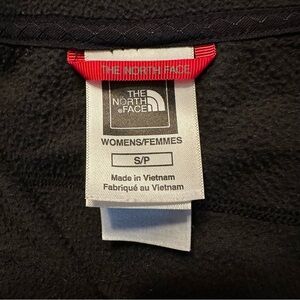 THE NORTH FACE
THE
NORTH
FACE
WOMENS/FEMMES
S/P
Made in Vietnam
Fabriqué au Vietnam